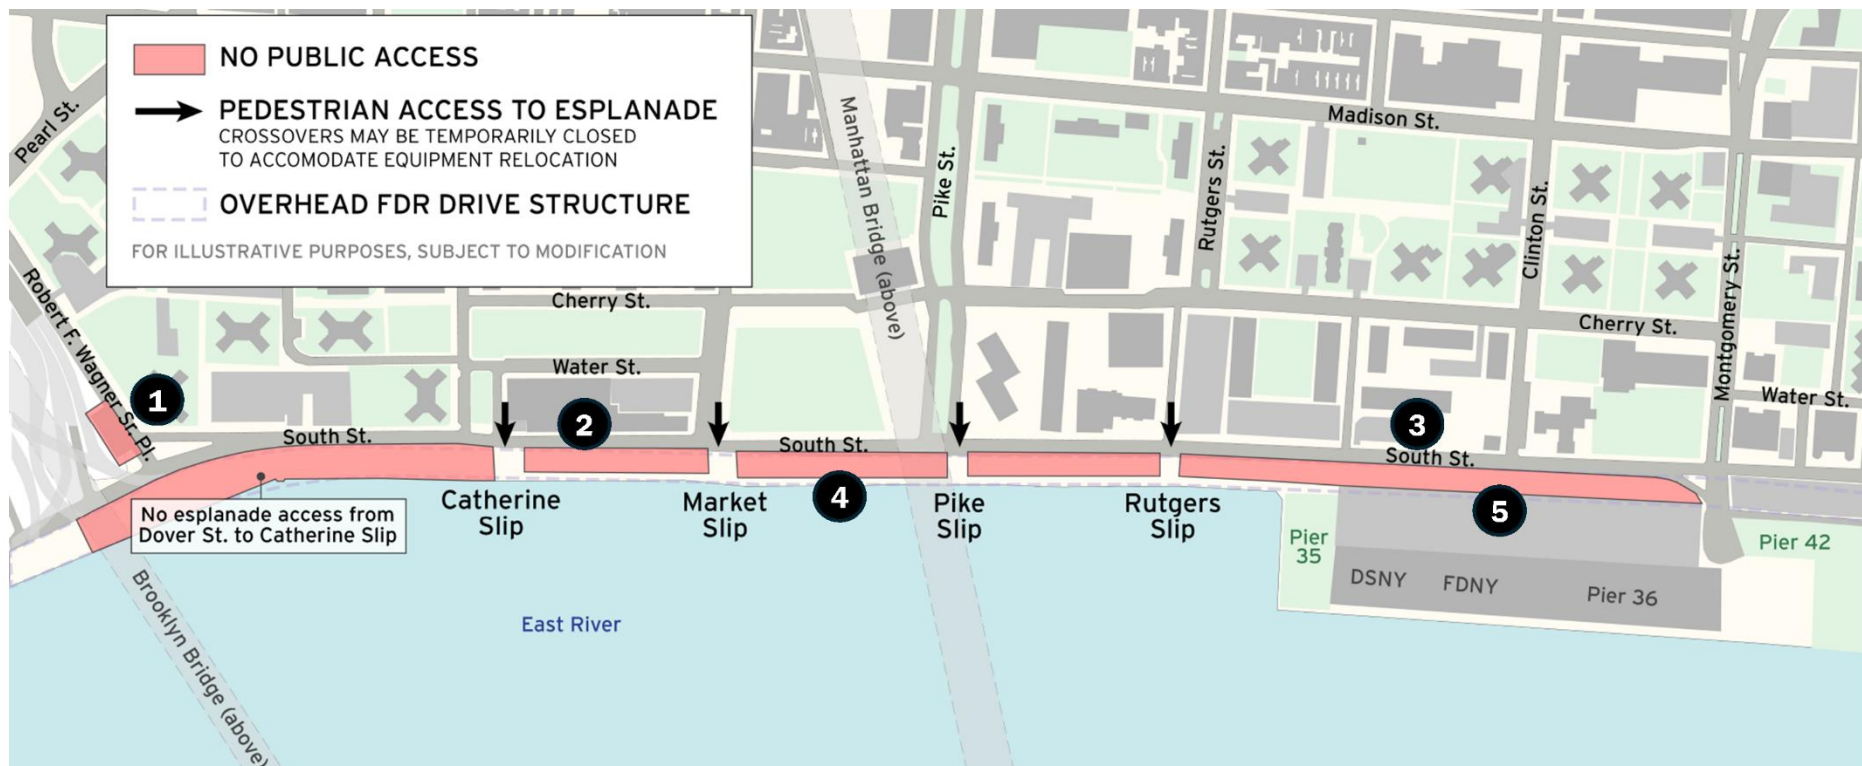 NO PUBLIC ACCESS
PEDESTRIAN ACCESS TO ESPLANADE
CROSSOVERS MAY BE TEMPORARILY CLOSED
TO ACCOMODATE EQUIPMENT RELOCATION
OVERHEAD FDR DRIVE STRUCTURE
FOR ILLUSTRATIVE PURPOSES, SUBJECT TO MODIFICATION
Pearl St.
Robert F. Wagner Sr. Pl.
Manhattan Bridge (above)
Pike St.
Rutgers St.
Madison St.
Clinton St.
Montgomery St.
Cherry St.
Cherry St.
Water St.
Water St.
1
2
3
South St.
South St.
South St.
4
5
No esplanade access from
Dover St. to Catherine Slip
Catherine
Slip
Market
Slip
Pike
Slip
Rutgers
Slip
Pier
35
Pier 42
DSNY
FDNY
Pier 36
East River
Brooklyn Bridge (above)